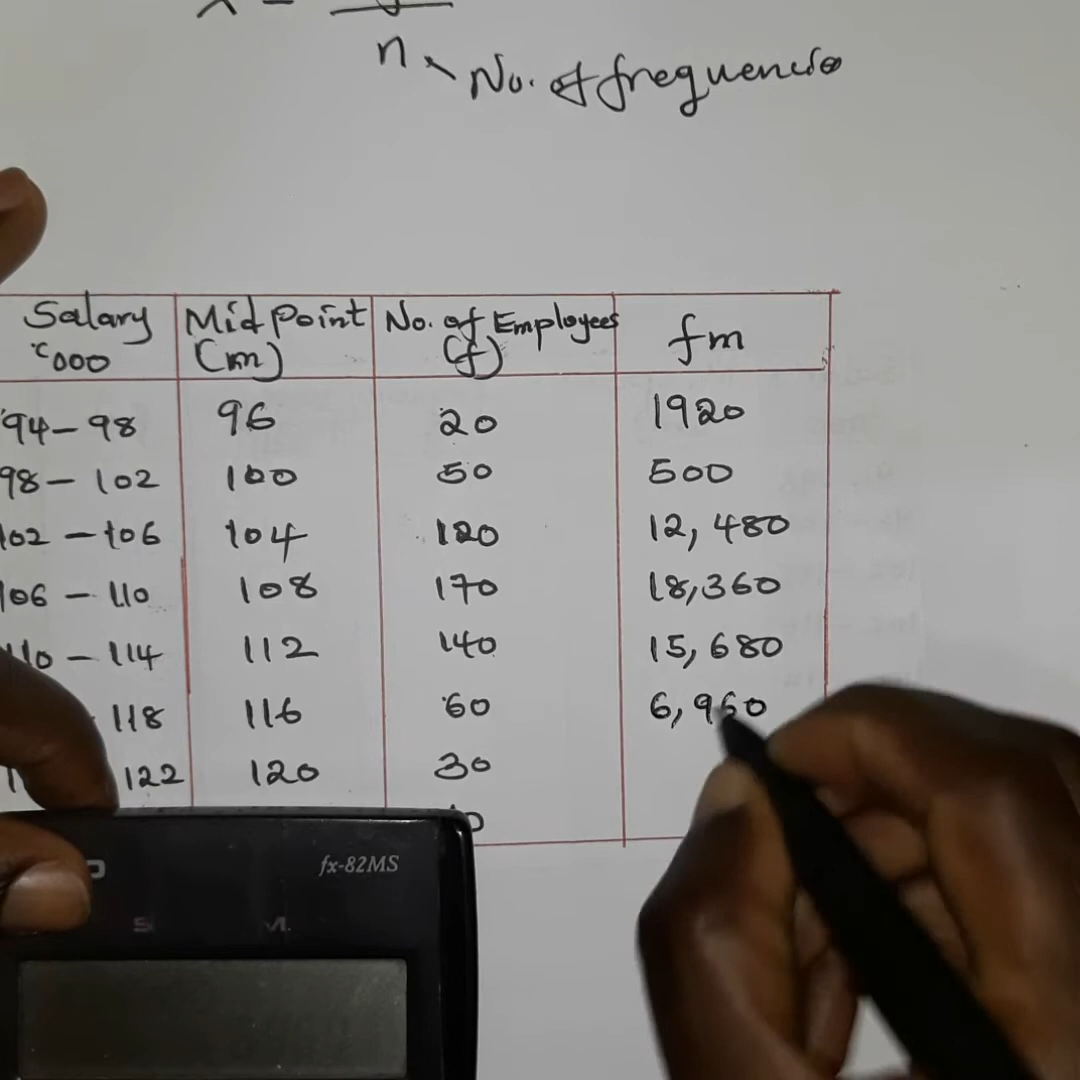 n No. of frequencies
Salary Mid Point No. of Employees fm
'000 (m) (f)
94 - 98 96 20 1920
98 - 102 100 50 500
102 - 106 104 120 12,480
106 - 110 108 170 18,360
110 - 114 112 140 15,680
118 116 60 6,960
122 120 30
fx-82MS